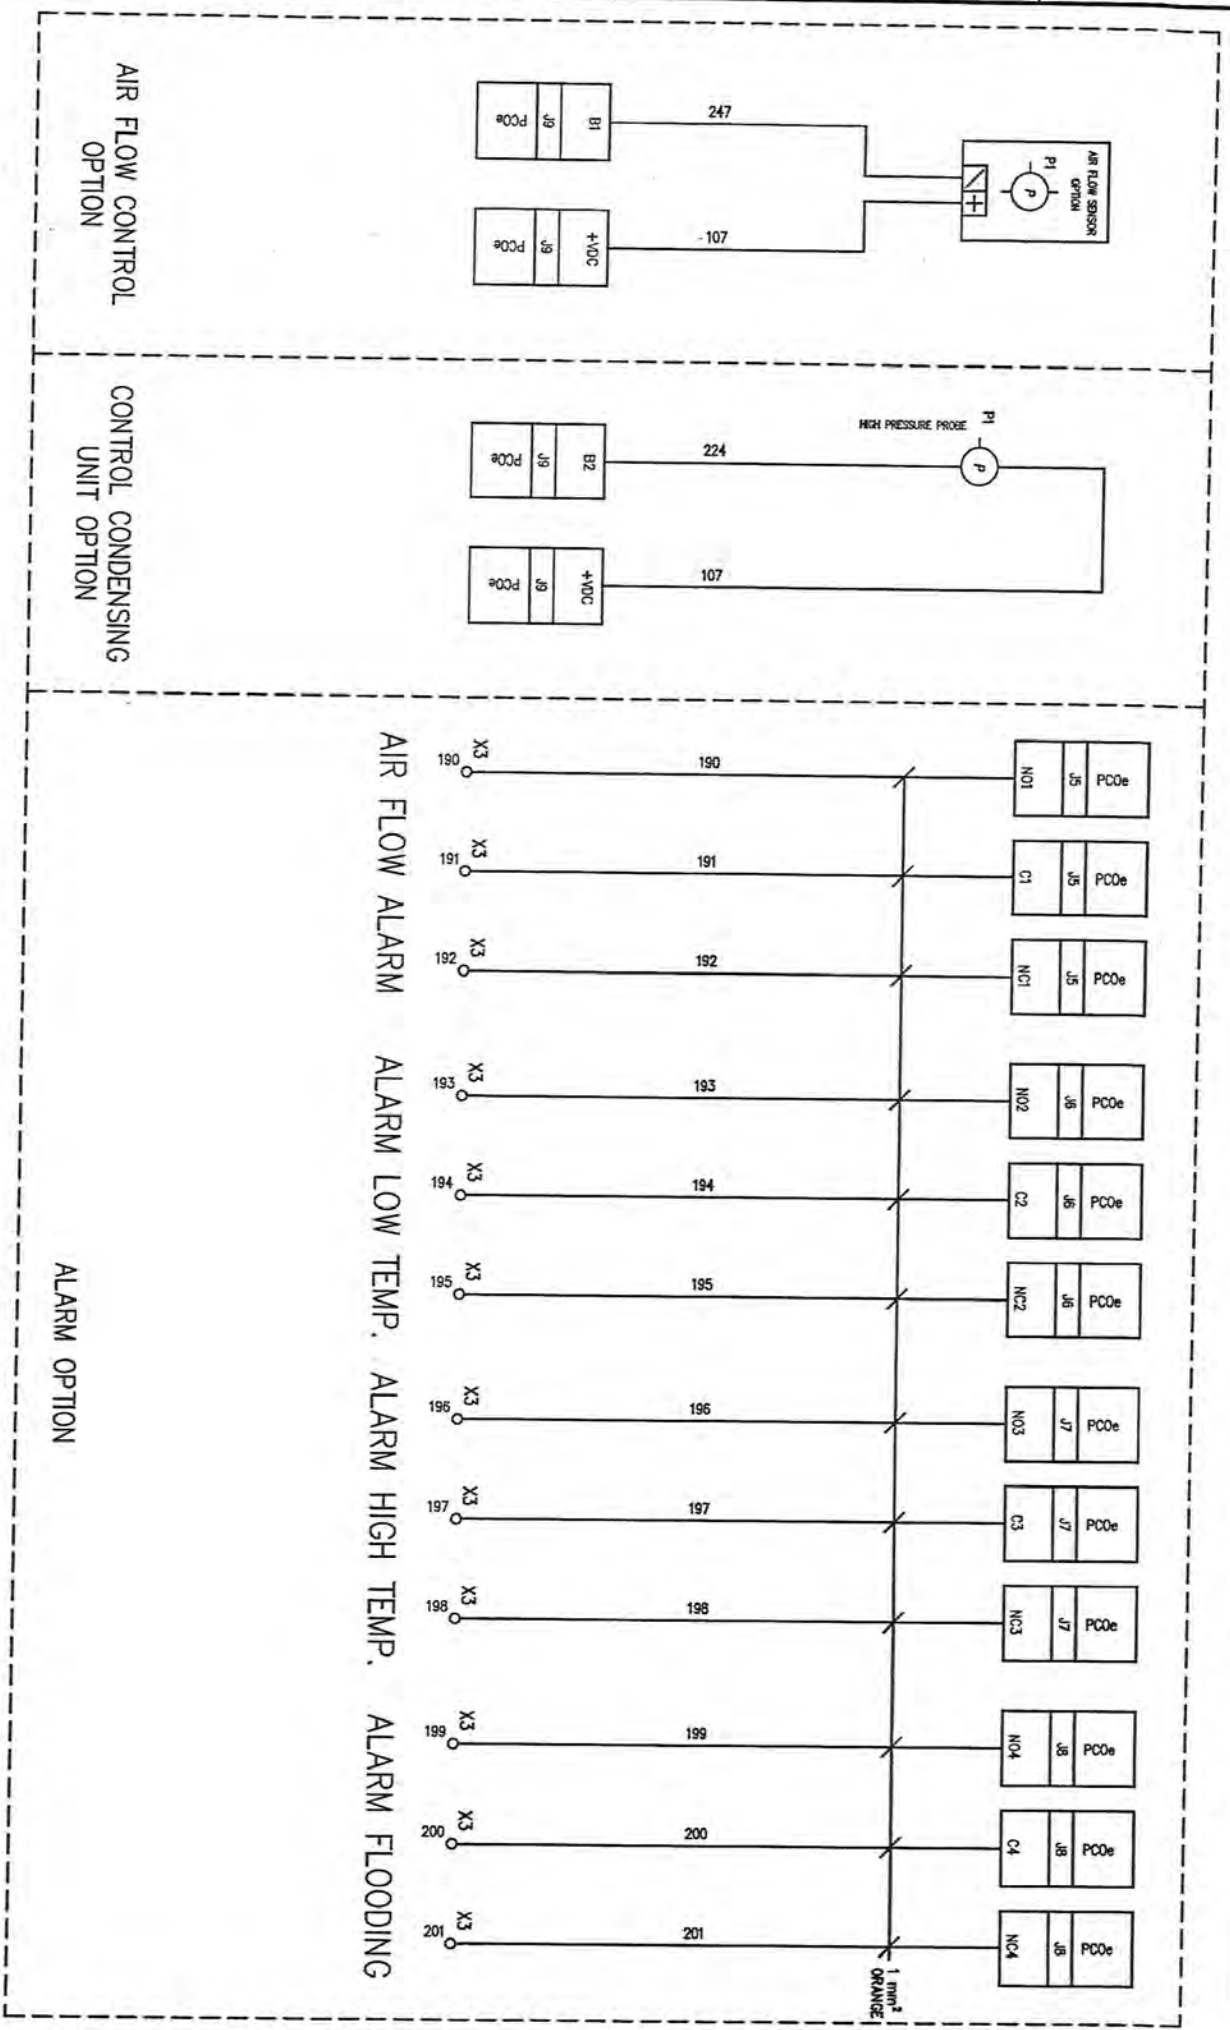 AIR FLOW SENSOR
OPTION
P1
P
247
B1
J9
PCOe
107
+VDC
J9
PCOe
AIR FLOW CONTROL
OPTION
P1
HIGH PRESSURE PROBE
P
224
B2
J9
PCOe
107
+VDC
J9
PCOe
CONTROL CONDENSING
UNIT OPTION
PCOe
J5
NO1
190
X3
190
PCOe
J5
C1
191
X3
191
PCOe
J5
NC1
192
X3
192
AIR FLOW ALARM
PCOe
J6
NO2
193
X3
193
PCOe
J6
C2
194
X3
194
PCOe
J6
NC2
195
X3
195
ALARM LOW TEMP.
PCOe
J7
NO3
196
X3
196
PCOe
J7
C3
197
X3
197
PCOe
J7
NC3
198
X3
198
ALARM HIGH TEMP.
PCOe
J8
NO4
199
X3
199
PCOe
J8
C4
200
X3
200
PCOe
J8
NC4
201
X3
201
ALARM FLOODING
1 mm²
ORANGE
ALARM OPTION